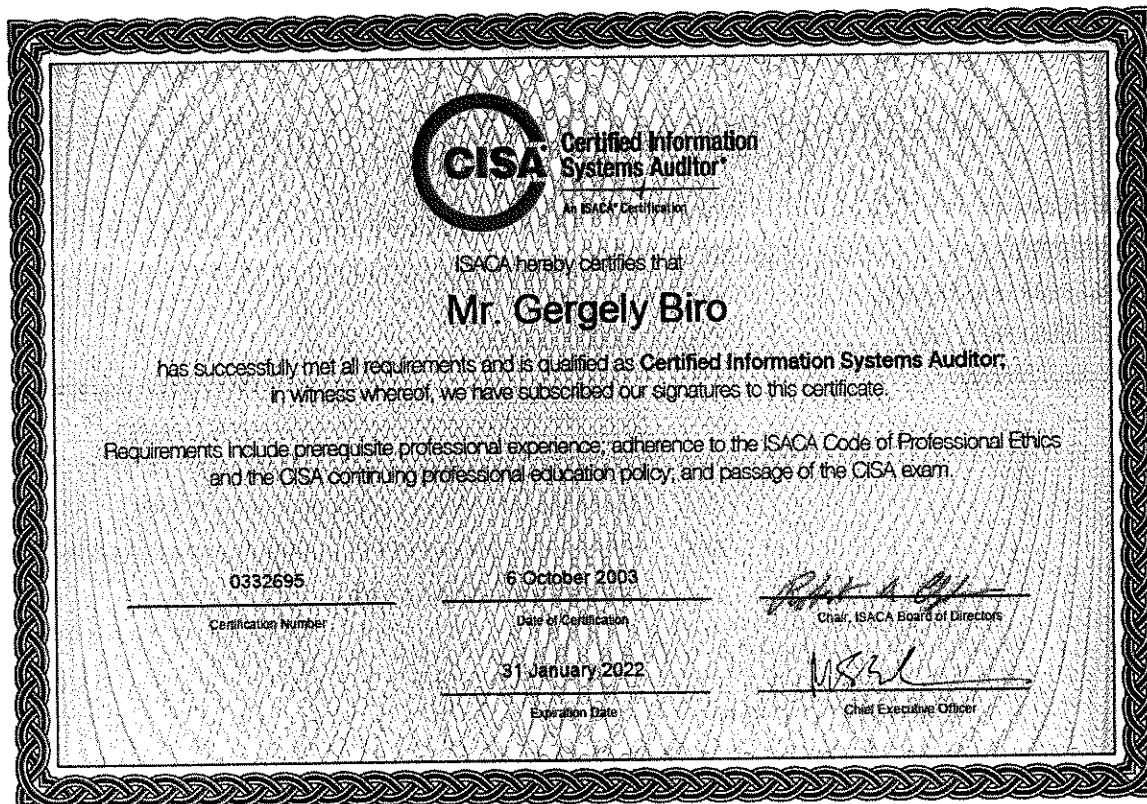 CISA®
Certified Information
Systems Auditor®
An ISACA® Certification
ISACA hereby certifies that
Mr. Gergely Biro
has successfully met all requirements and is qualified as Certified Information Systems Auditor;
in witness whereof, we have subscribed our signatures to this certificate.
Requirements include prerequisite professional experience; adherence to the ISACA Code of Professional Ethics
and the CISA continuing professional education policy; and passage of the CISA exam.
0332695
Certification Number
6 October 2003
Date of Certification
Chair, ISACA Board of Directors
31 January 2022
Expiration Date
Chief Executive Officer